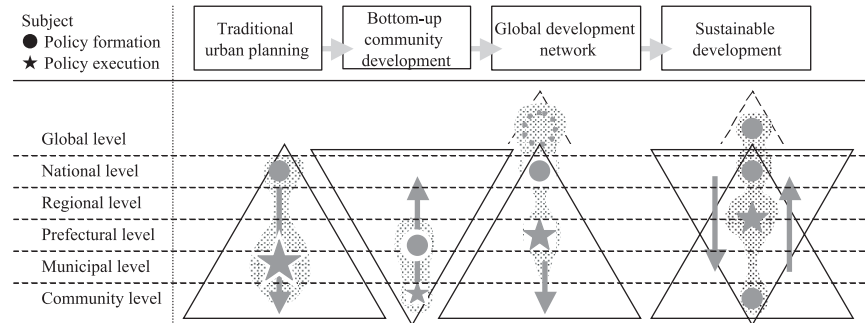 Subject
Policy formation
Policy execution
Traditional
urban planning
Bottom-up
community
development
Global development
network
Sustainable
development
Global level
National level
Regional level
Prefectural level
Municipal level
Community level